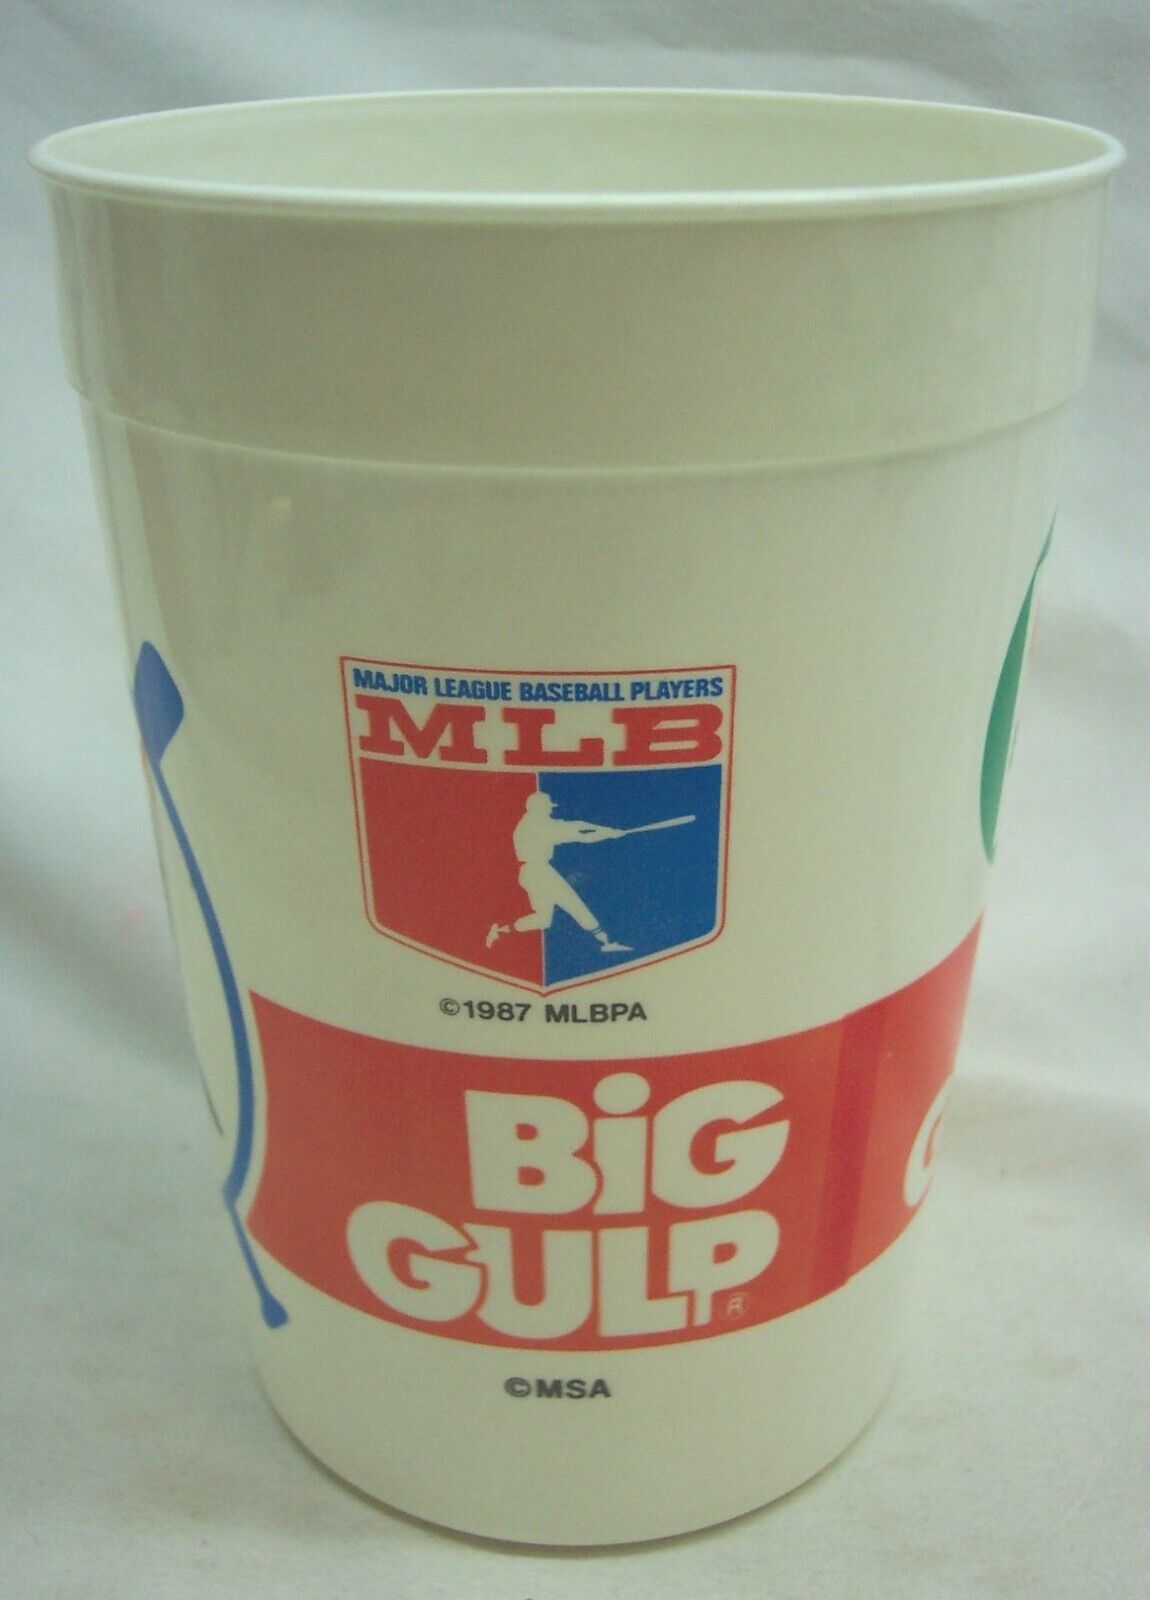 MAJOR LEAGUE BASEBALL PLAYERS
MLB
©1987 MLBPA
BiG
GULP®
©MSA
G